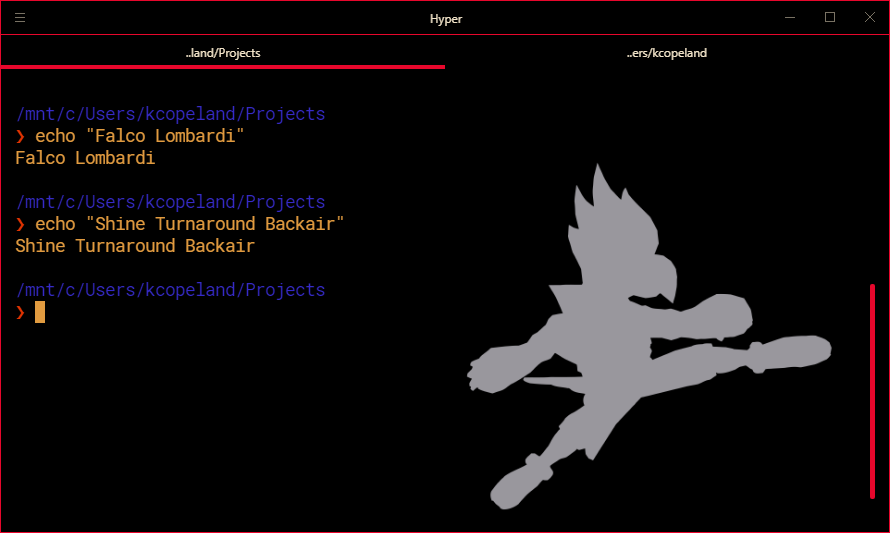 Hyper
..land/Projects
..ers/kcopeland
/mnt/c/Users/kcopeland/Projects
❯ echo "Falco Lombardi"
Falco Lombardi
/mnt/c/Users/kcopeland/Projects
❯ echo "Shine Turnaround Backair"
Shine Turnaround Backair
/mnt/c/Users/kcopeland/Projects
❯